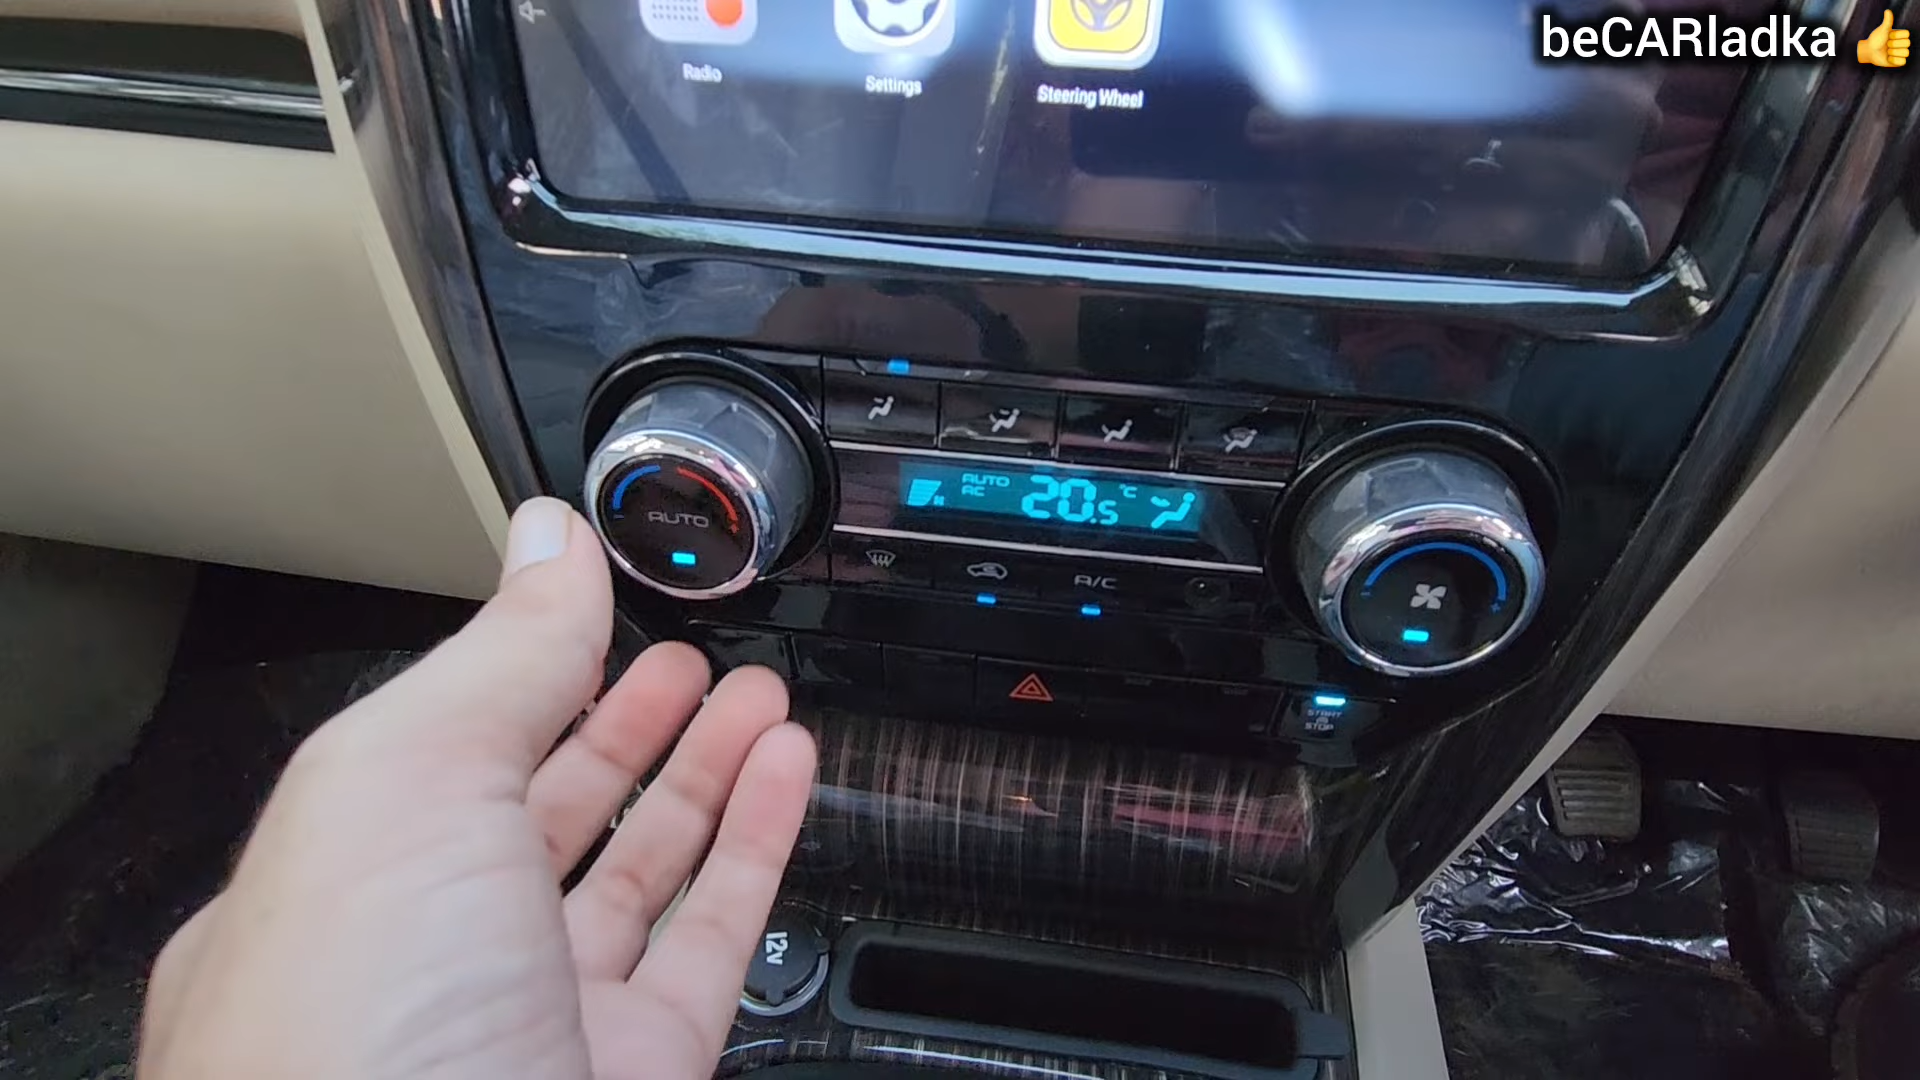 beCARladka 👍
Radio
Settings
Steering Wheel
AUTO
AC
20.5 °C
AUTO
A/C
START
STOP
12V